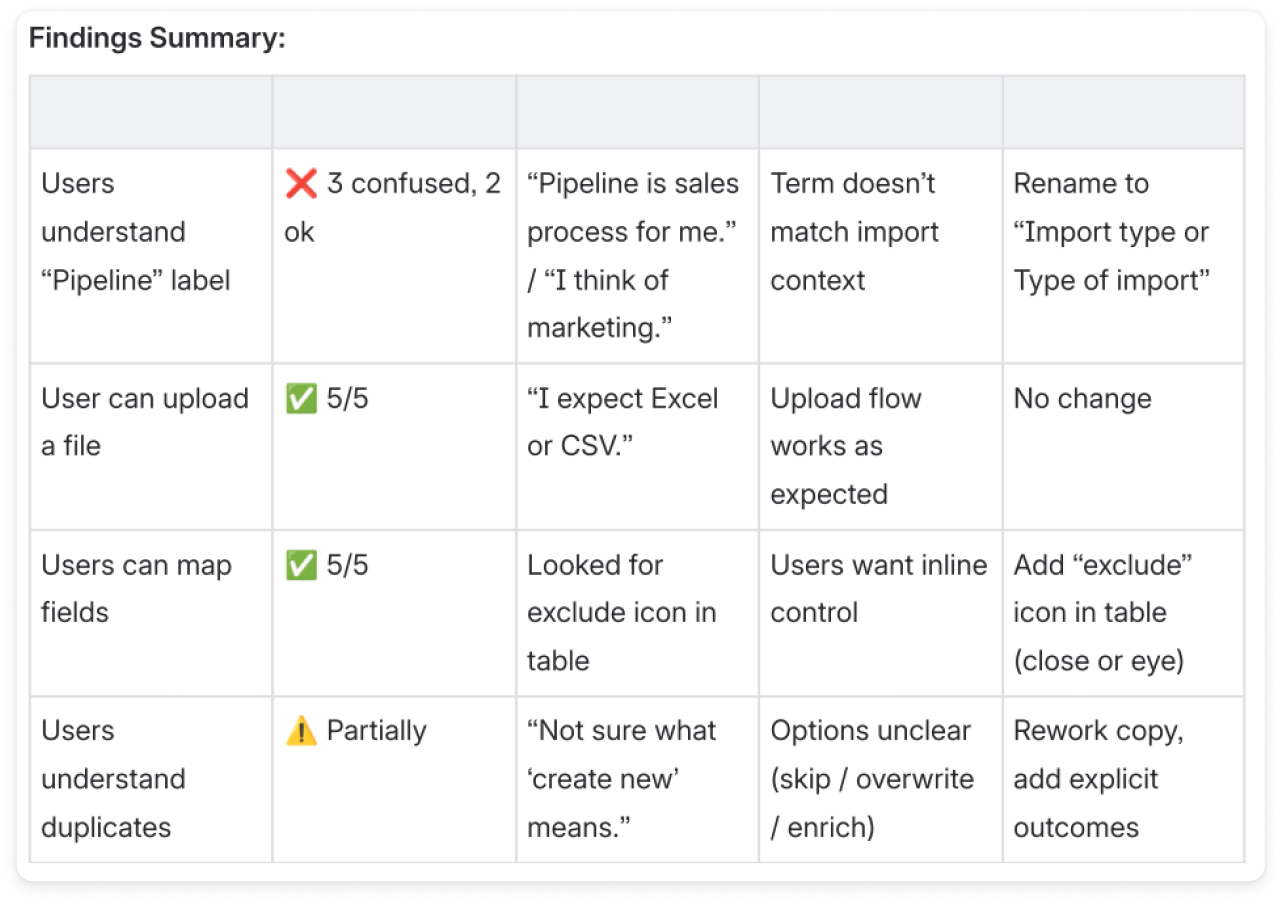 Findings Summary:
Users
understand
“Pipeline” label
❌ 3 confused, 2
ok
“Pipeline is sales
process for me.”
/ “I think of
marketing.”
Term doesn’t
match import
context
Rename to
“Import type or
Type of import”
User can upload
a file
✅ 5/5
“I expect Excel
or CSV.”
Upload flow
works as
expected
No change
Users can map
fields
✅ 5/5
Looked for
exclude icon in
table
Users want inline
control
Add “exclude”
icon in table
(close or eye)
Users
understand
duplicates
⚠️ Partially
“Not sure what
‘create new’
means.”
Options unclear
(skip / overwrite
/ enrich)
Rework copy,
add explicit
outcomes